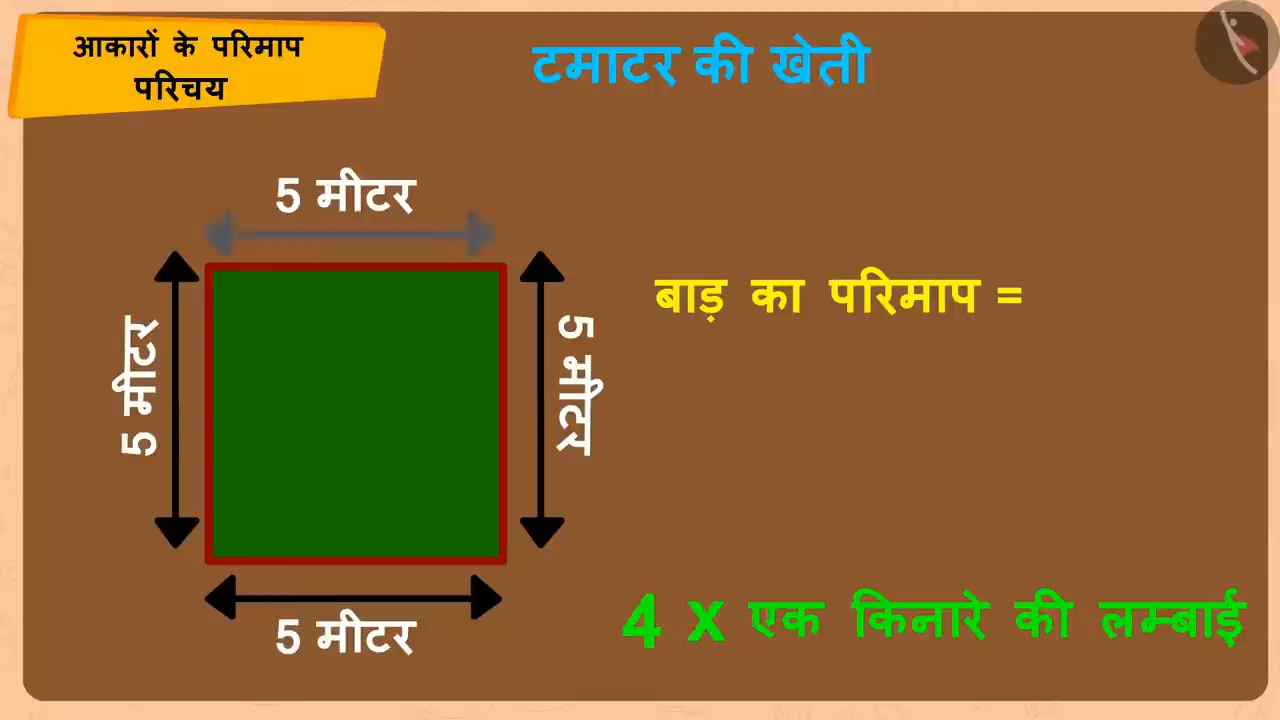 आकारों के परिमाप
परिचय
टमाटर की खेती
5 मीटर
5 मीटर
5 मीटर
बाड़ का परिमाप =
5 मीटर
4 x एक किनारे की लम्बाई